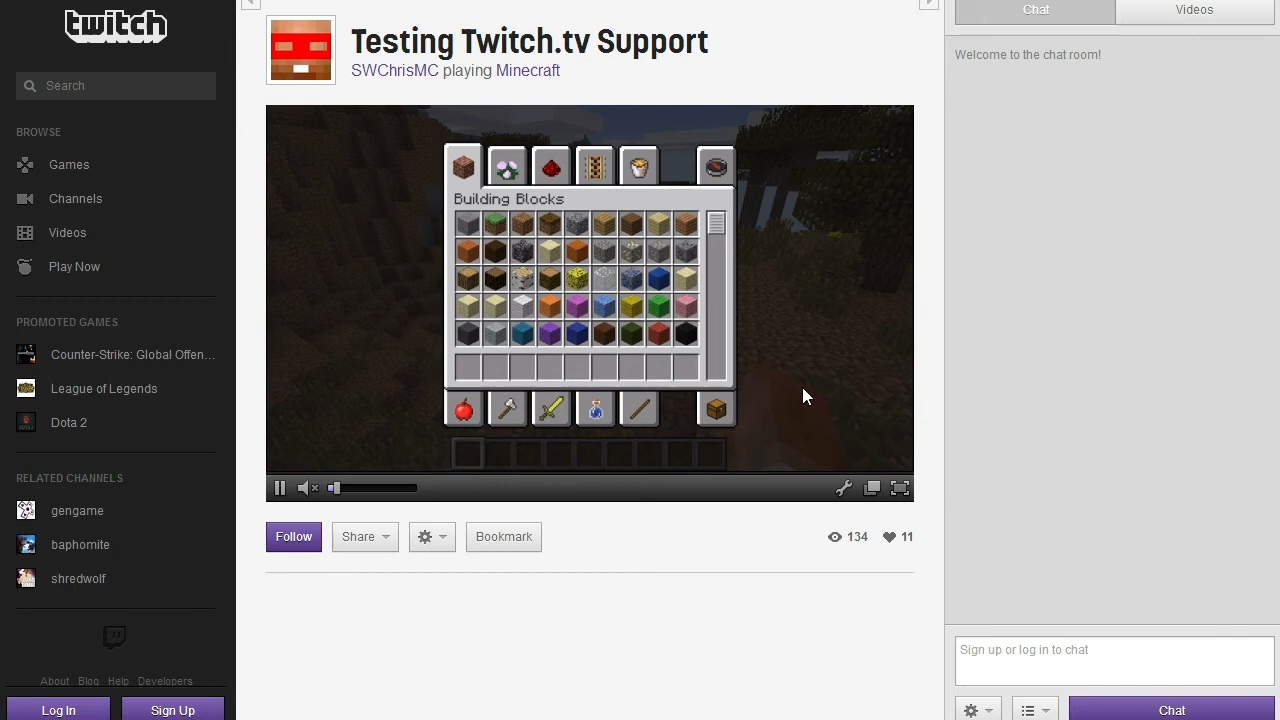 twitch
Search
BROWSE
Games
Channels
Videos
Play Now
PROMOTED GAMES
Counter-Strike: Global Offen...
League of Legends
Dota 2
RELATED CHANNELS
gengame
baphomite
shredwolf
About Blog Help Developers
Log In Sign Up
Testing Twitch.tv Support
SWChrisMC playing Minecraft
Building Blocks
Follow Share Bookmark 134 11
Chat Videos
Welcome to the chat room!
Sign up or log in to chat
Chat